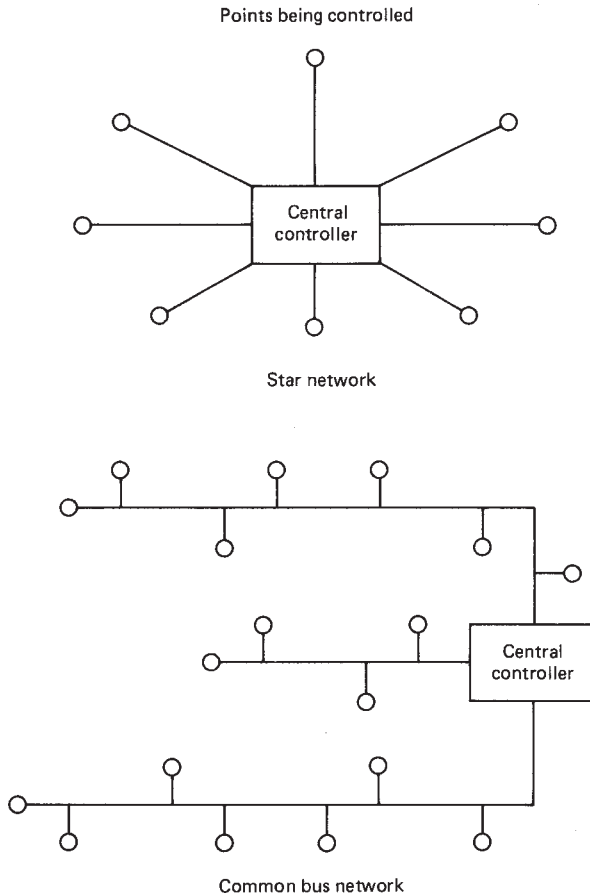 Points being controlled
Central
controller
Star network
Central
controller
Common bus network